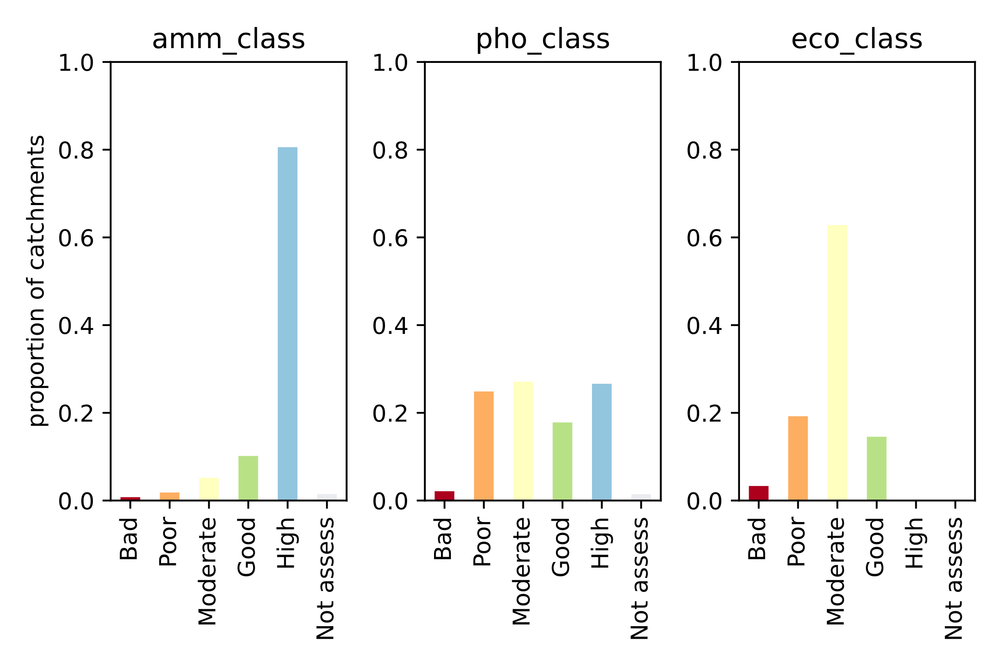 amm_class
pho_class
eco_class
proportion of catchments
1.0
0.8
0.6
0.4
0.2
0.0
Bad
Poor
Moderate
Good
High
Not assess
1.0
0.8
0.6
0.4
0.2
0.0
Bad
Poor
Moderate
Good
High
Not assess
1.0
0.8
0.6
0.4
0.2
0.0
Bad
Poor
Moderate
Good
High
Not assess